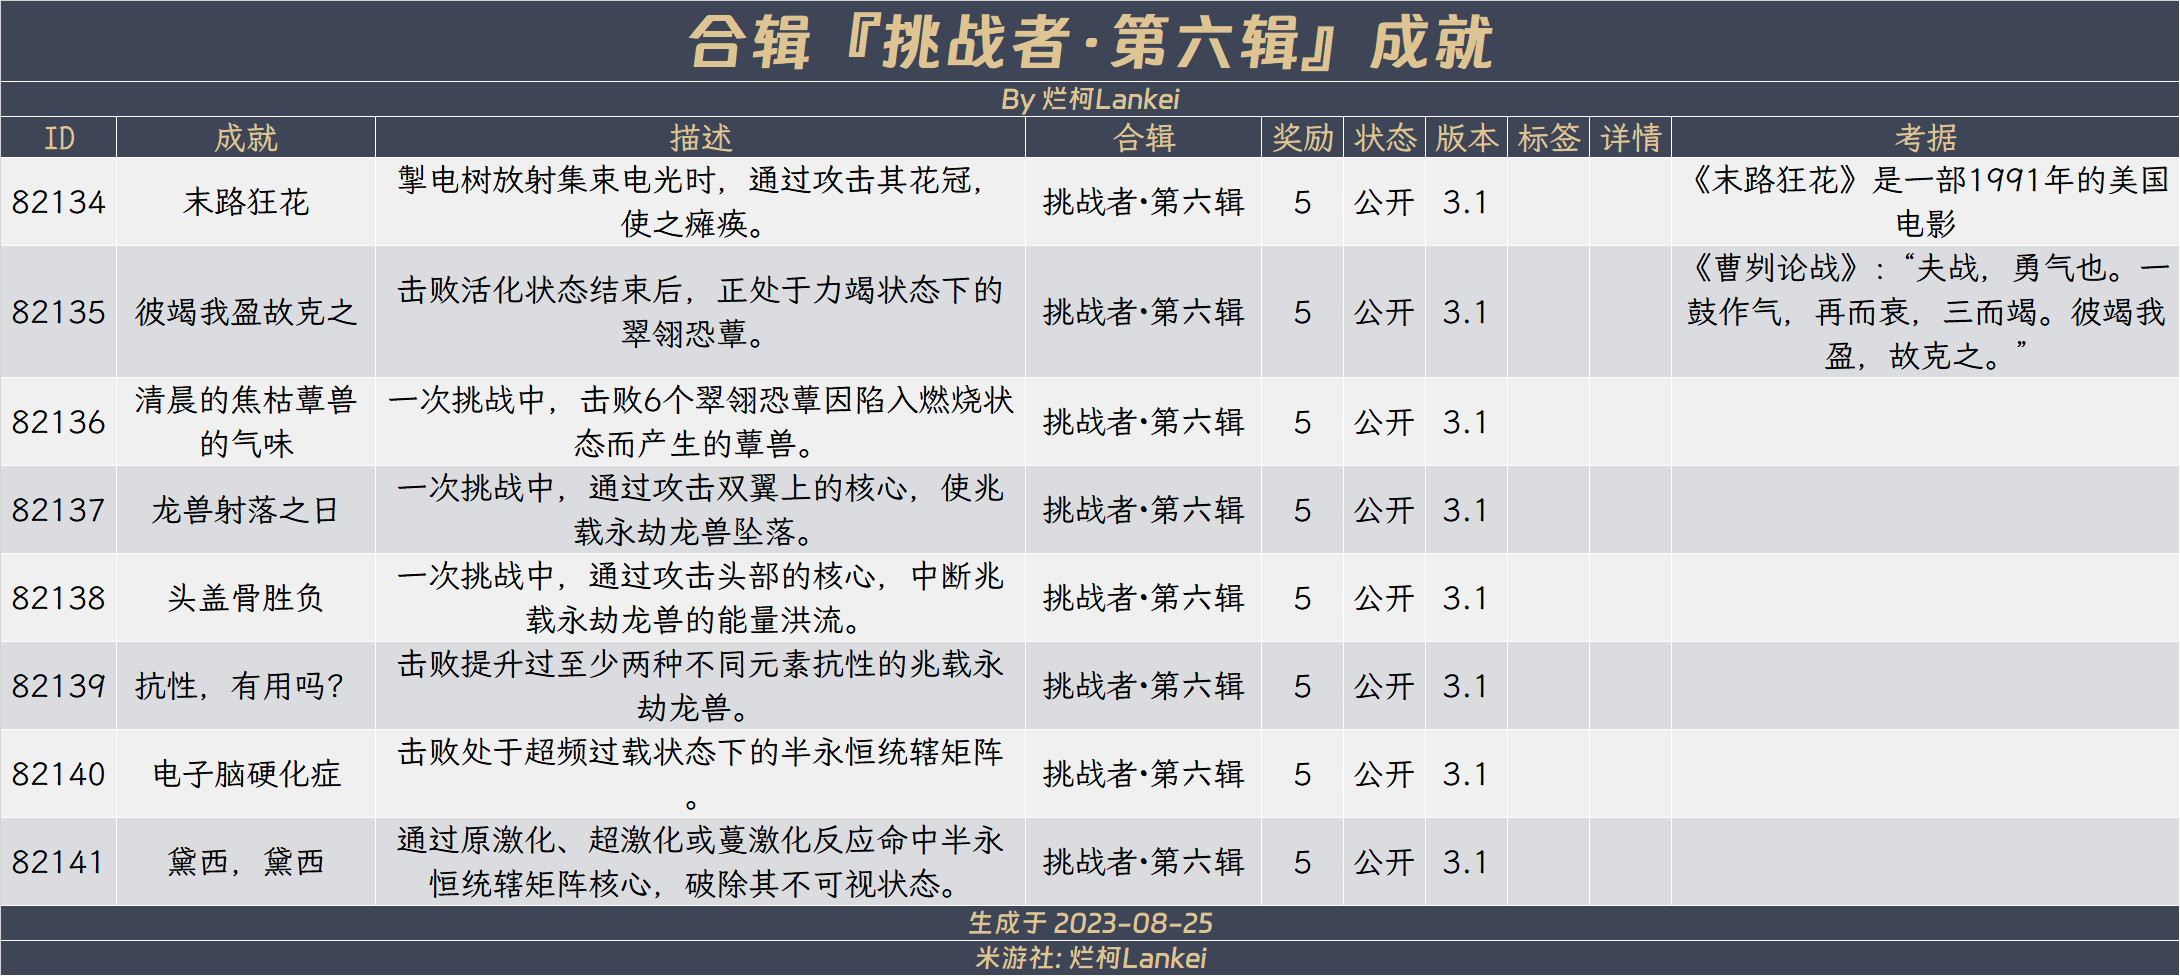 合辑『挑战者·第六辑』成就
By 烂柯Lankei
ID 成就 描述 合辑 奖励 状态 版本 标签 详情 考据
82134 末路狂花 掣电树放射集束电光时，通过攻击其花冠， 挑战者·第六辑 5 公开 3.1 《末路狂花》是一部1991年的美国
使之瘫痪。 电影
82135 彼竭我盈故克之 击败活化状态结束后，正处于力竭状态下的 挑战者·第六辑 5 公开 3.1 《曹刿论战》：“夫战，勇气也。一
翠翎恐蕈。 鼓作气，再而衰，三而竭。彼竭我
盈，故克之。”
82136 清晨的焦枯蕈兽 一次挑战中，击败6个翠翎恐蕈因陷入燃烧状 挑战者·第六辑 5 公开 3.1
的气味 态而产生的蕈兽。
82137 龙兽射落之日 一次挑战中，通过攻击双翼上的核心，使兆 挑战者·第六辑 5 公开 3.1
载永劫龙兽坠落。
82138 头盖骨胜负 一次挑战中，通过攻击头部的核心，中断兆 挑战者·第六辑 5 公开 3.1
载永劫龙兽的能量洪流。
82139 抗性，有用吗？ 击败提升过至少两种不同元素抗性的兆载永 挑战者·第六辑 5 公开 3.1
劫龙兽。
82140 电子脑硬化症 击败处于超频过载状态下的半永恒统辖矩阵 挑战者·第六辑 5 公开 3.1
。
82141 黛西，黛西 通过原激化、超激化或蔓激化反应命中半永 挑战者·第六辑 5 公开 3.1
恒统辖矩阵核心，破除其不可视状态。
生成于 2023-08-25
米游社: 烂柯Lankei